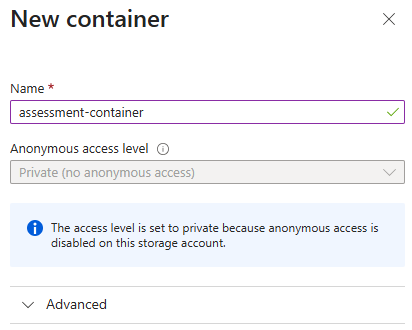 New container
Name *
assessment-container
Anonymous access level
Private (no anonymous access)
The access level is set to private because anonymous access is
disabled on this storage account.
Advanced